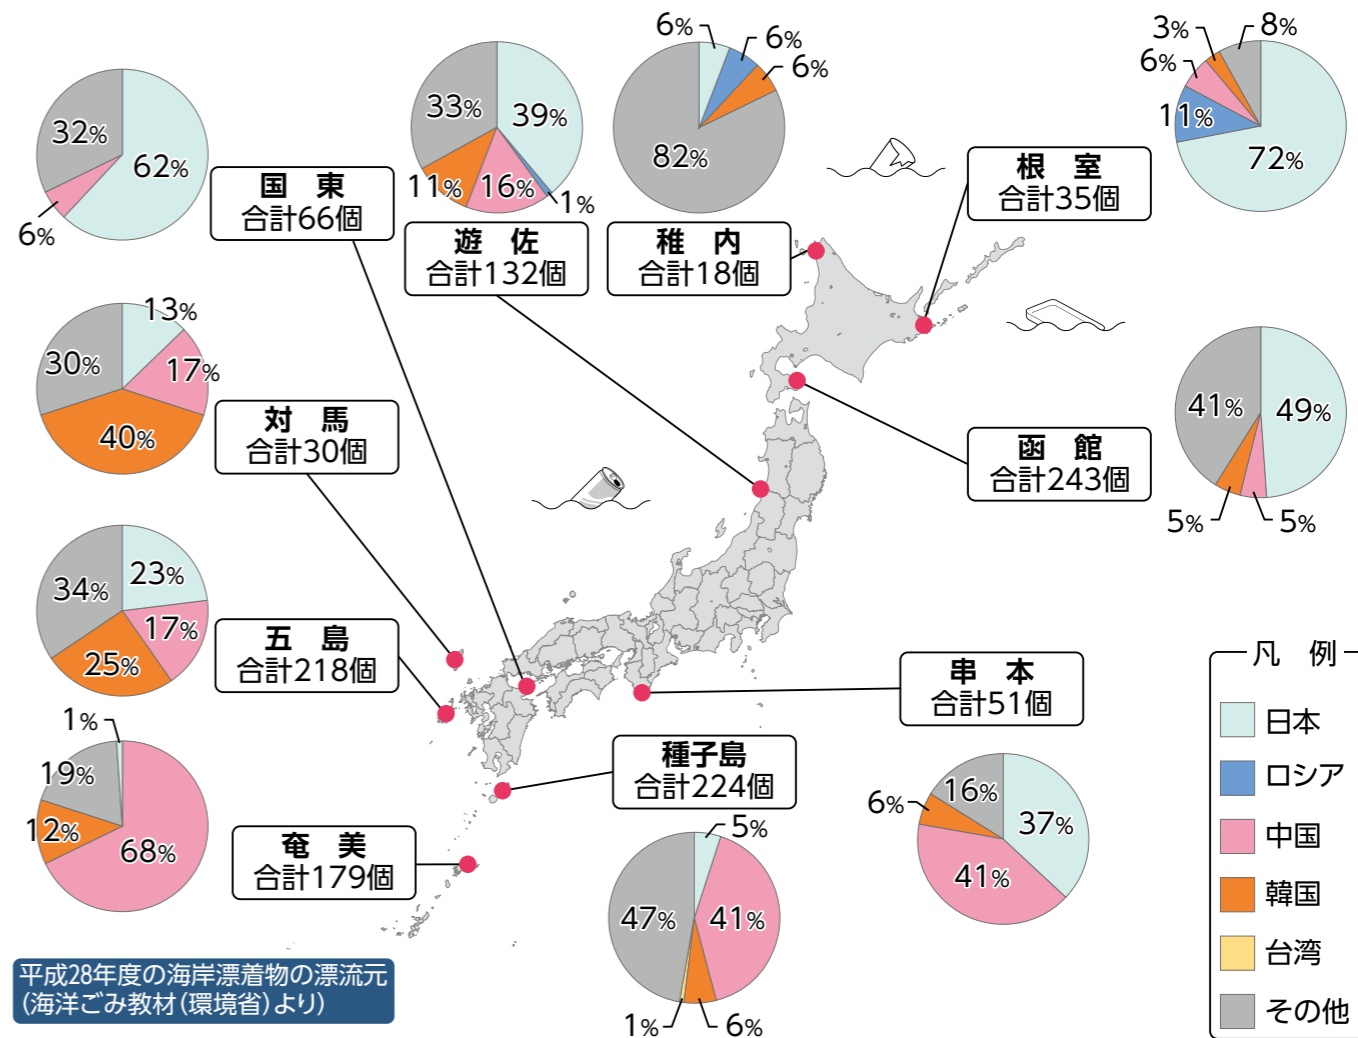 6%
6%
6%
82%
3%
8%
6%
11%
72%
33%
39%
11%
16%
1%
32%
62%
6%
国 東
合計66個
遊 佐
合計132個
稚 内
合計18個
根 室
合計35個
13%
30%
17%
40%
対 馬
合計30個
函 館
合計243個
41%
49%
5%
5%
34%
23%
17%
25%
五 島
合計218個
串 本
合計51個
種子島
合計224個
1%
19%
12%
68%
奄 美
合計179個
5%
47%
41%
1%
6%
6%
16%
37%
41%
凡 例
日本
ロシア
中国
韓国
台湾
その他
平成28年度の海岸漂着物の漂流元
(海洋ごみ教材(環境省)より)